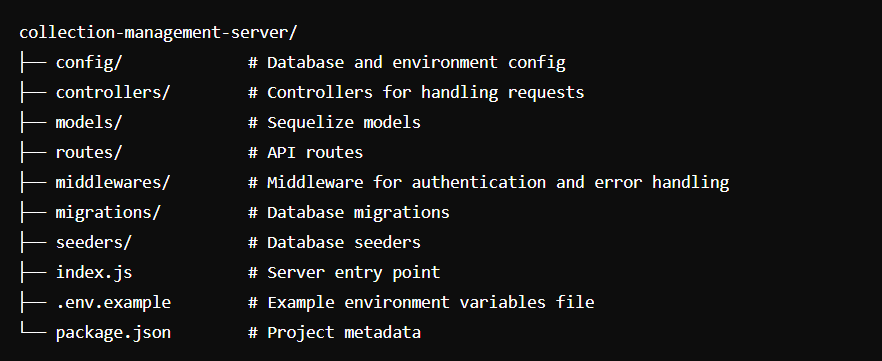 collection-management-server/
├── config/             # Database and environment config
├── controllers/        # Controllers for handling requests
├── models/             # Sequelize models
├── routes/             # API routes
├── middlewares/        # Middleware for authentication and error handling
├── migrations/         # Database migrations
├── seeders/            # Database seeders
├── index.js            # Server entry point
├── .env.example        # Example environment variables file
└── package.json        # Project metadata